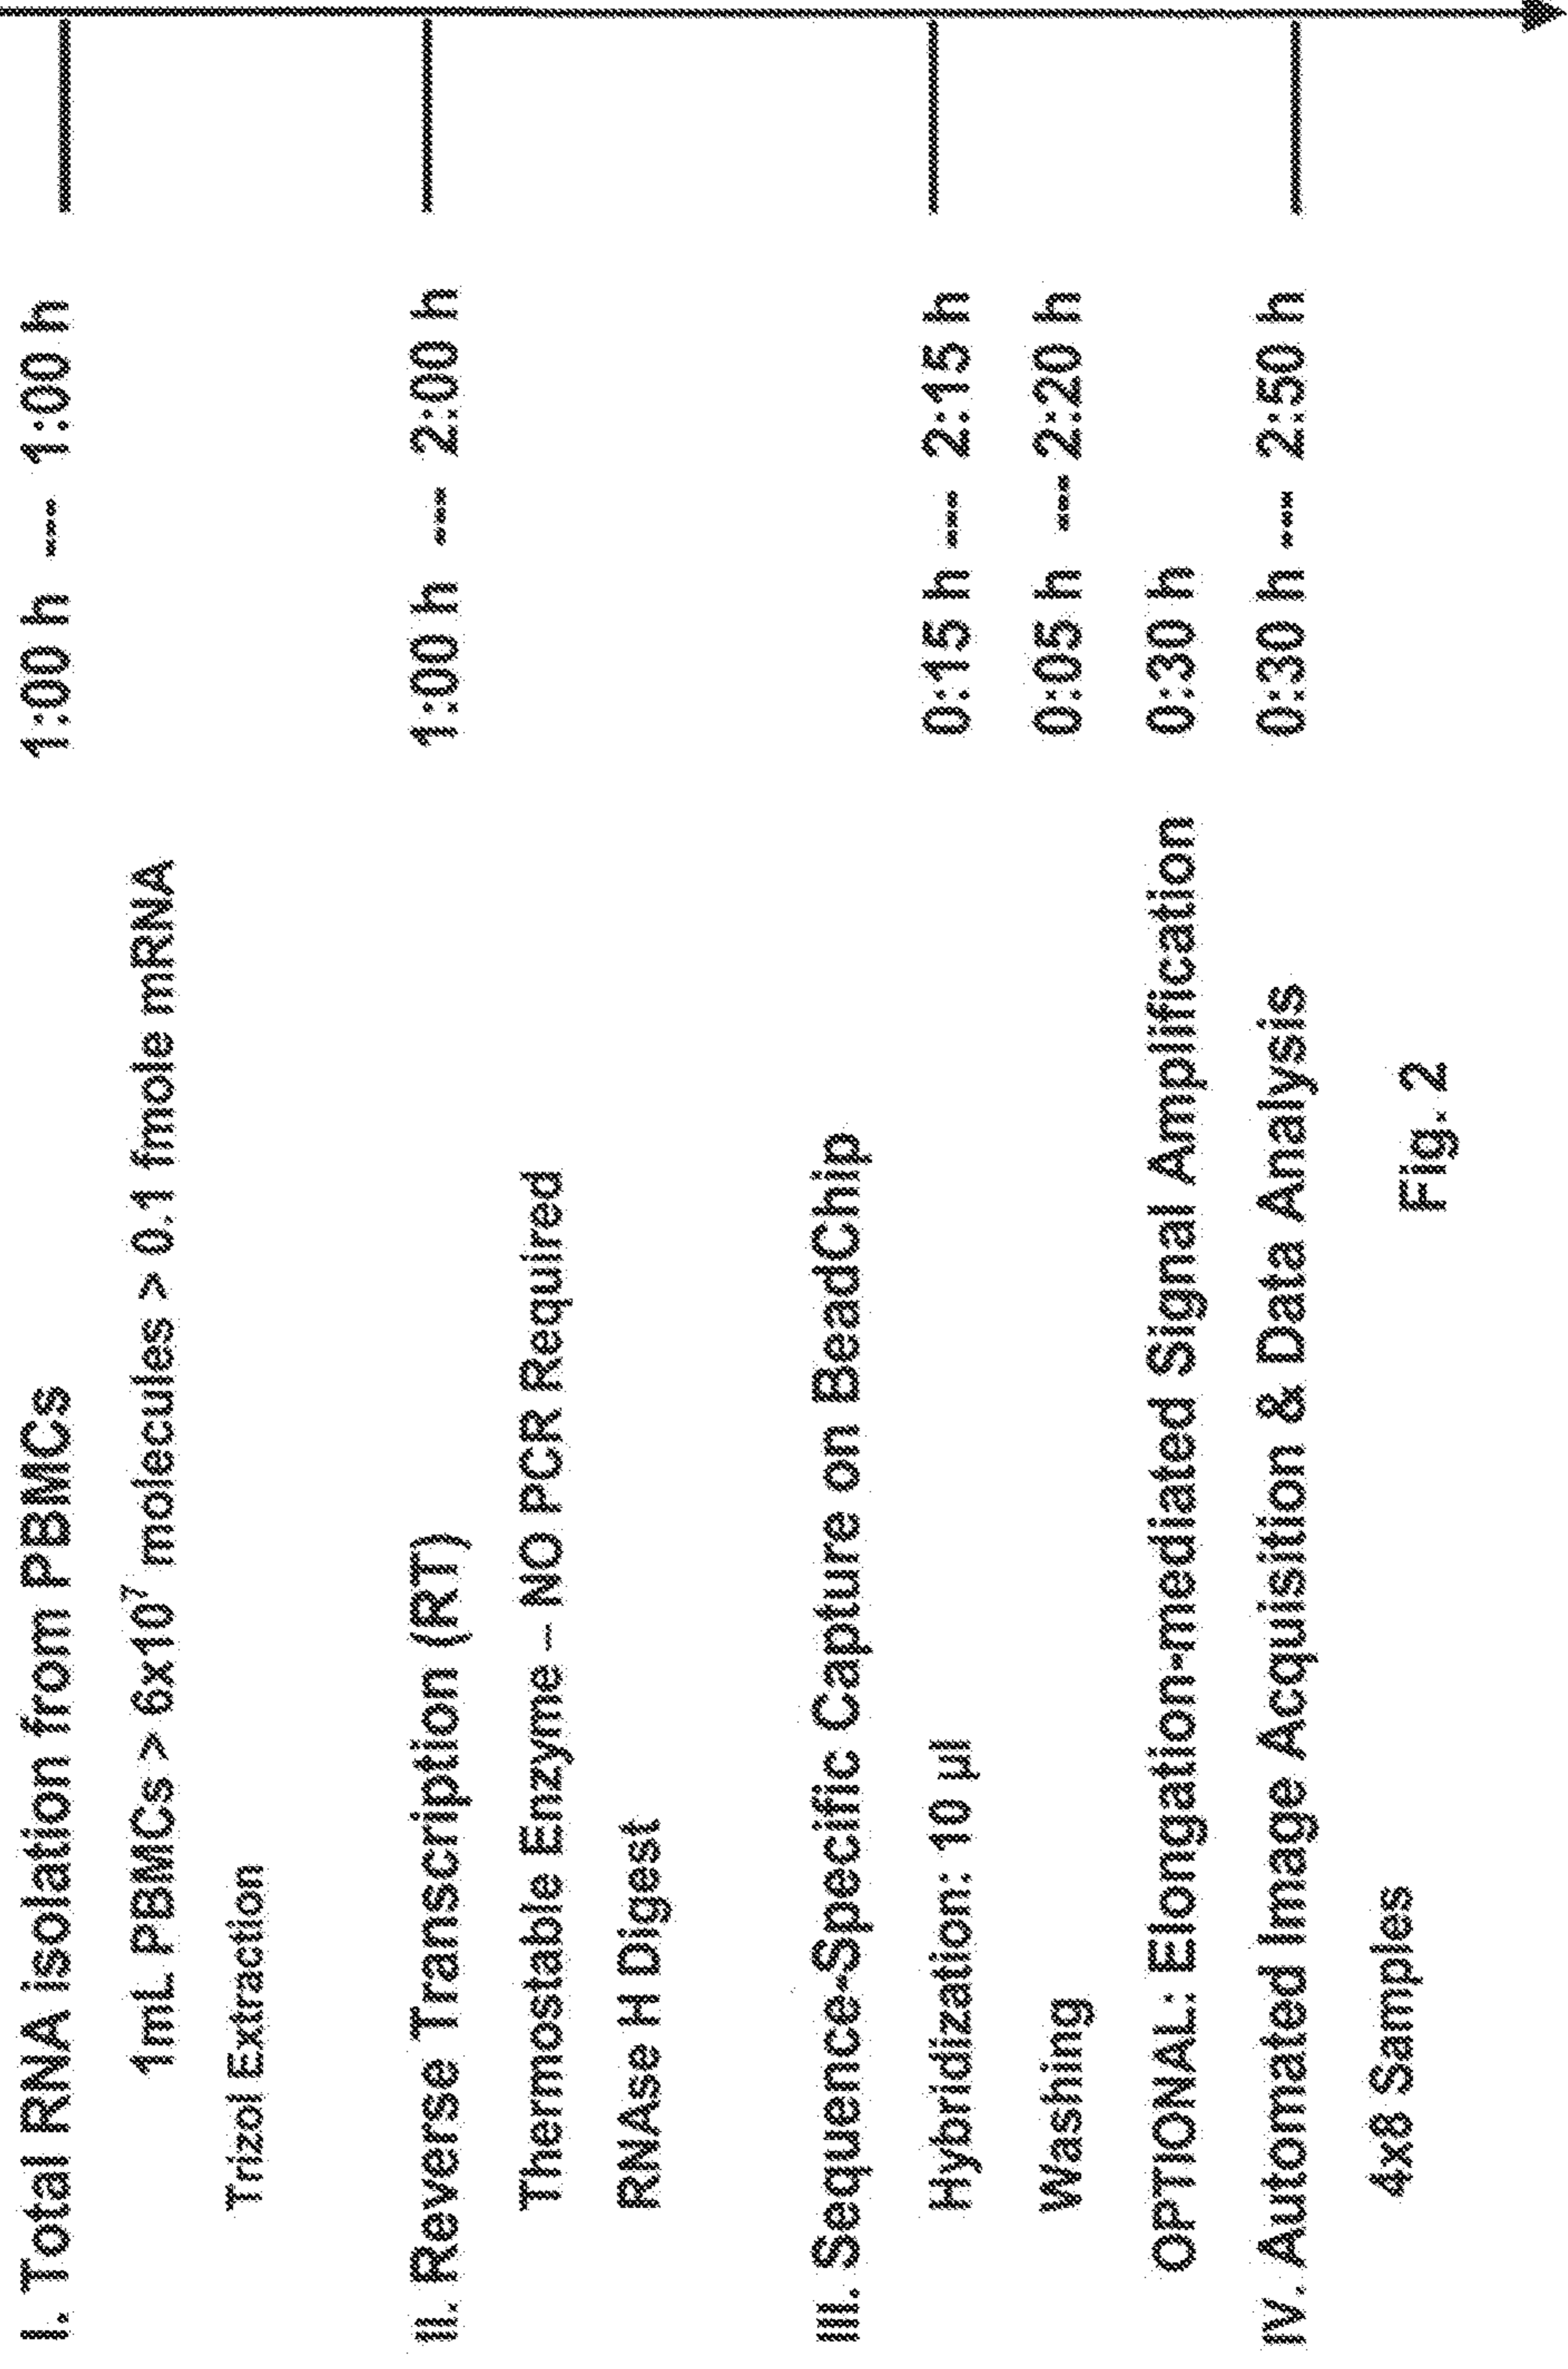 I. Total RNA isolation from PBMCs 1:00 h --- 1:00 h
1mL PBMCs > 6x10⁷ molecules > 0.1 fmole mRNA
Trizol Extraction
II. Reverse Transcription (RT) 1:00 h --- 2:00 h
Thermostable Enzyme – NO PCR Required
RNAse H Digest
III. Sequence-Specific Capture on BeadChip
Hybridization: 10 µl 0:15 h --- 2:15 h
Washing 0:05 h --- 2:20 h
OPTIONAL: Elongation-mediated Signal Amplification 0:30 h
IV. Automated Image Acquisition & Data Analysis 0:30 h --- 2:50 h
4x8 Samples
Fig. 2